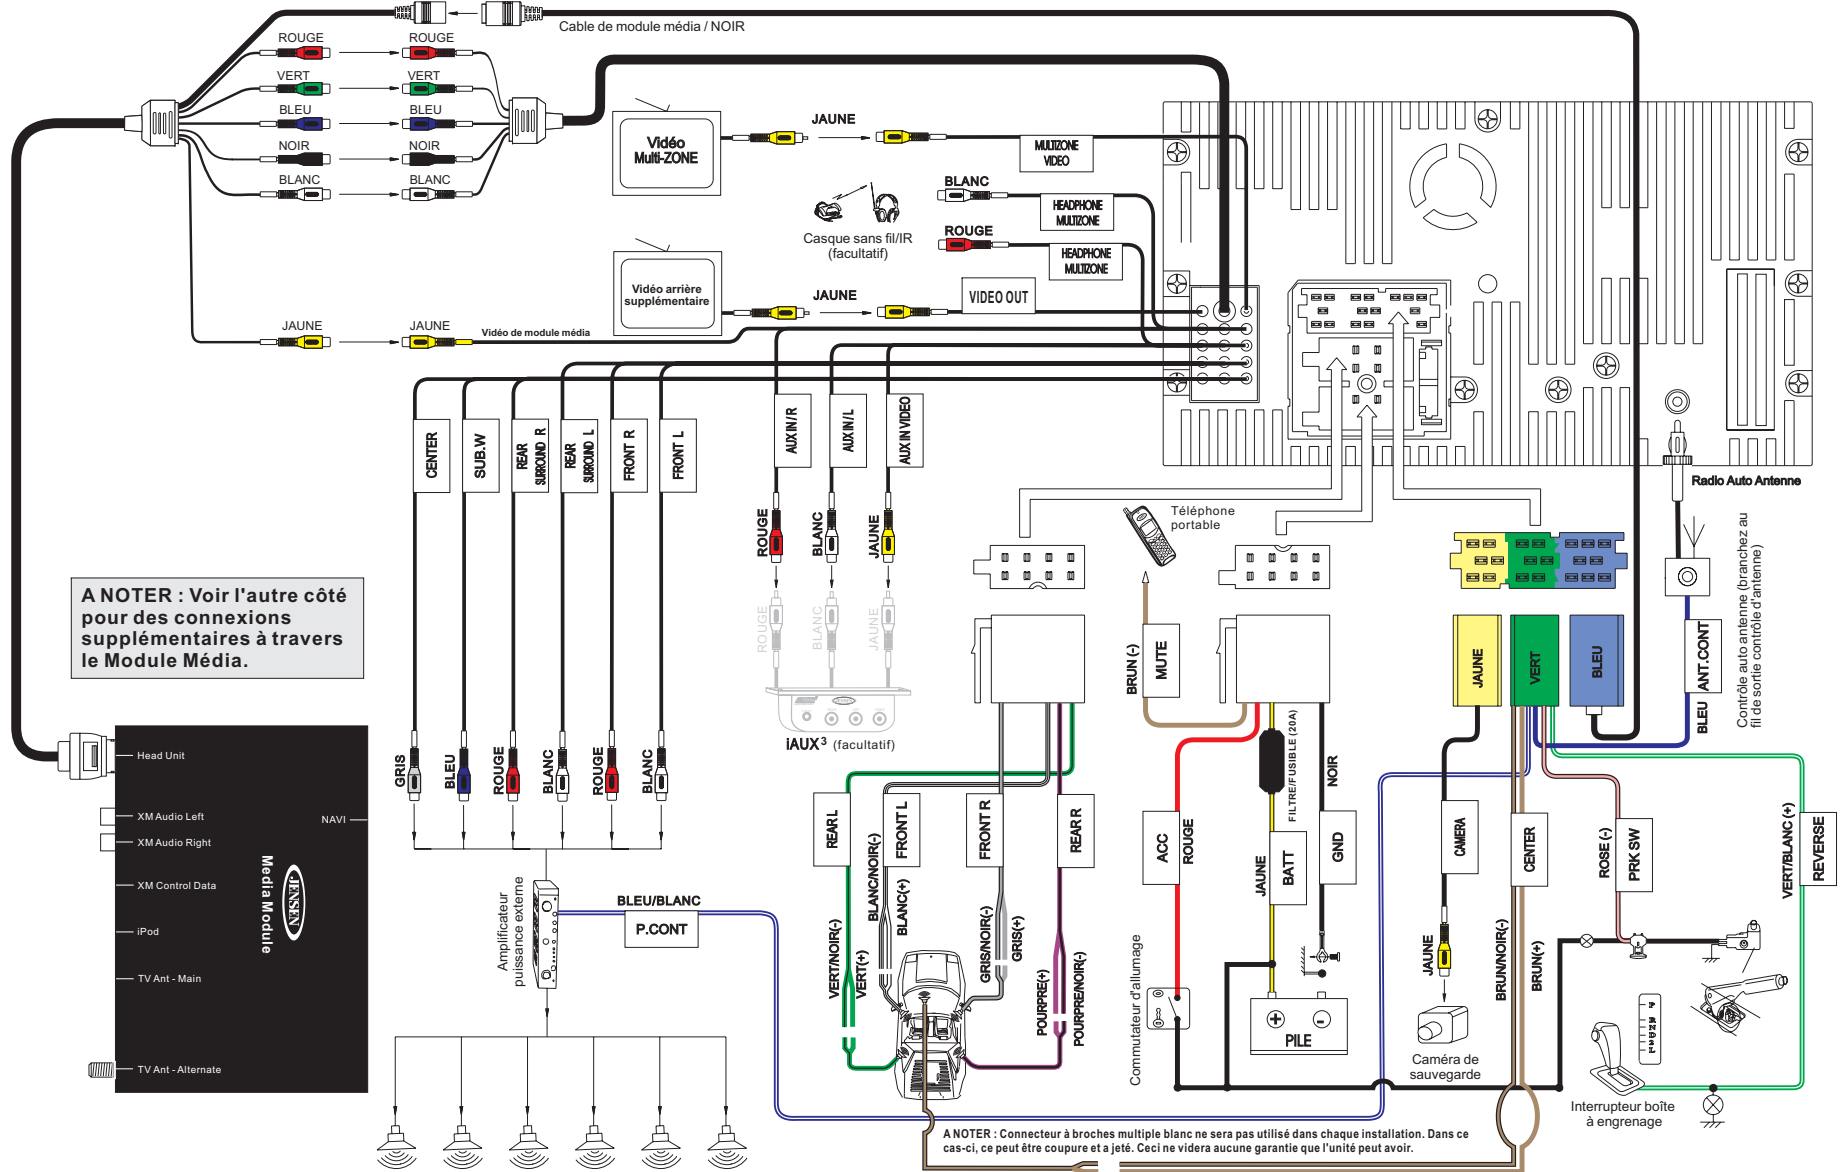 Cable de module média / NOIR
ROUGE
ROUGE
VERT
VERT
BLEU
BLEU
NOIR
NOIR
BLANC
BLANC
JAUNE
JAUNE
Vidéo de module média
Vidéo
Multi-ZONE
JAUNE
MULTIZONE
VIDEO
BLANC
HEADPHONE
MULTIZONE
ROUGE
HEADPHONE
MULTIZONE
Casque sans fil/IR
(facultatif)
Vidéo arrière
supplémentaire
JAUNE
VIDEO OUT
CENTER
SUB.W
REAR
SURROUND R
REAR
SURROUND L
FRONT R
FRONT L
AUX IN/R
AUX IN/L
AUX IN VIDEO
ROUGE
BLANC
JAUNE
ROUGE
BLANC
JAUNE
JENSEN
iAUX3 (facultatif)
GRIS
BLEU
ROUGE
BLANC
ROUGE
BLANC
A NOTER : Voir l'autre côté
pour des connexions
supplémentaires à travers
le Module Média.
Head Unit
XM Audio Left
XM Audio Right
XM Control Data
iPod
TV Ant - Main
TV Ant - Alternate
NAVI
JENSEN
Media Module
Amplificateur
puissance externe
BLEU/BLANC
P.CONT
Radio Auto Antenne
Téléphone
portable
BRUN (-)
MUTE
JAUNE
VERT
BLEU
BLEU
ANT.CONT
Contrôle auto antenne (branchez au
fil de sortie contrôle d'antenne)
REAR L
BLANC/NOIR(-)
FRONT L
BLANC(+)
FRONT R
REAR R
VERT/NOIR(-)
VERT(+)
GRIS/NOIR(-)
GRIS(+)
POURPRE(+)
POURPRE/NOIR(-)
ACC
ROUGE
FILTRE/FUSIBLE (20A)
JAUNE
BATT
NOIR
GND
Commutateur d'allumage
+
-
PILE
CAMERA
JAUNE
Caméra de
sauvegarde
CENTER
BRUN/NOIR(-)
BRUN(+)
ROSE (-)
PRK SW
VERT/BLANC (+)
REVERSE
Interrupteur boîte
à engrenage
A NOTER : Connecteur à broches multiple blanc ne sera pas utilisé dans chaque installation. Dans ce
cas-ci, ce peut être coupure et a jeté. Ceci ne videra aucune garantie que l'unité peut avoir.